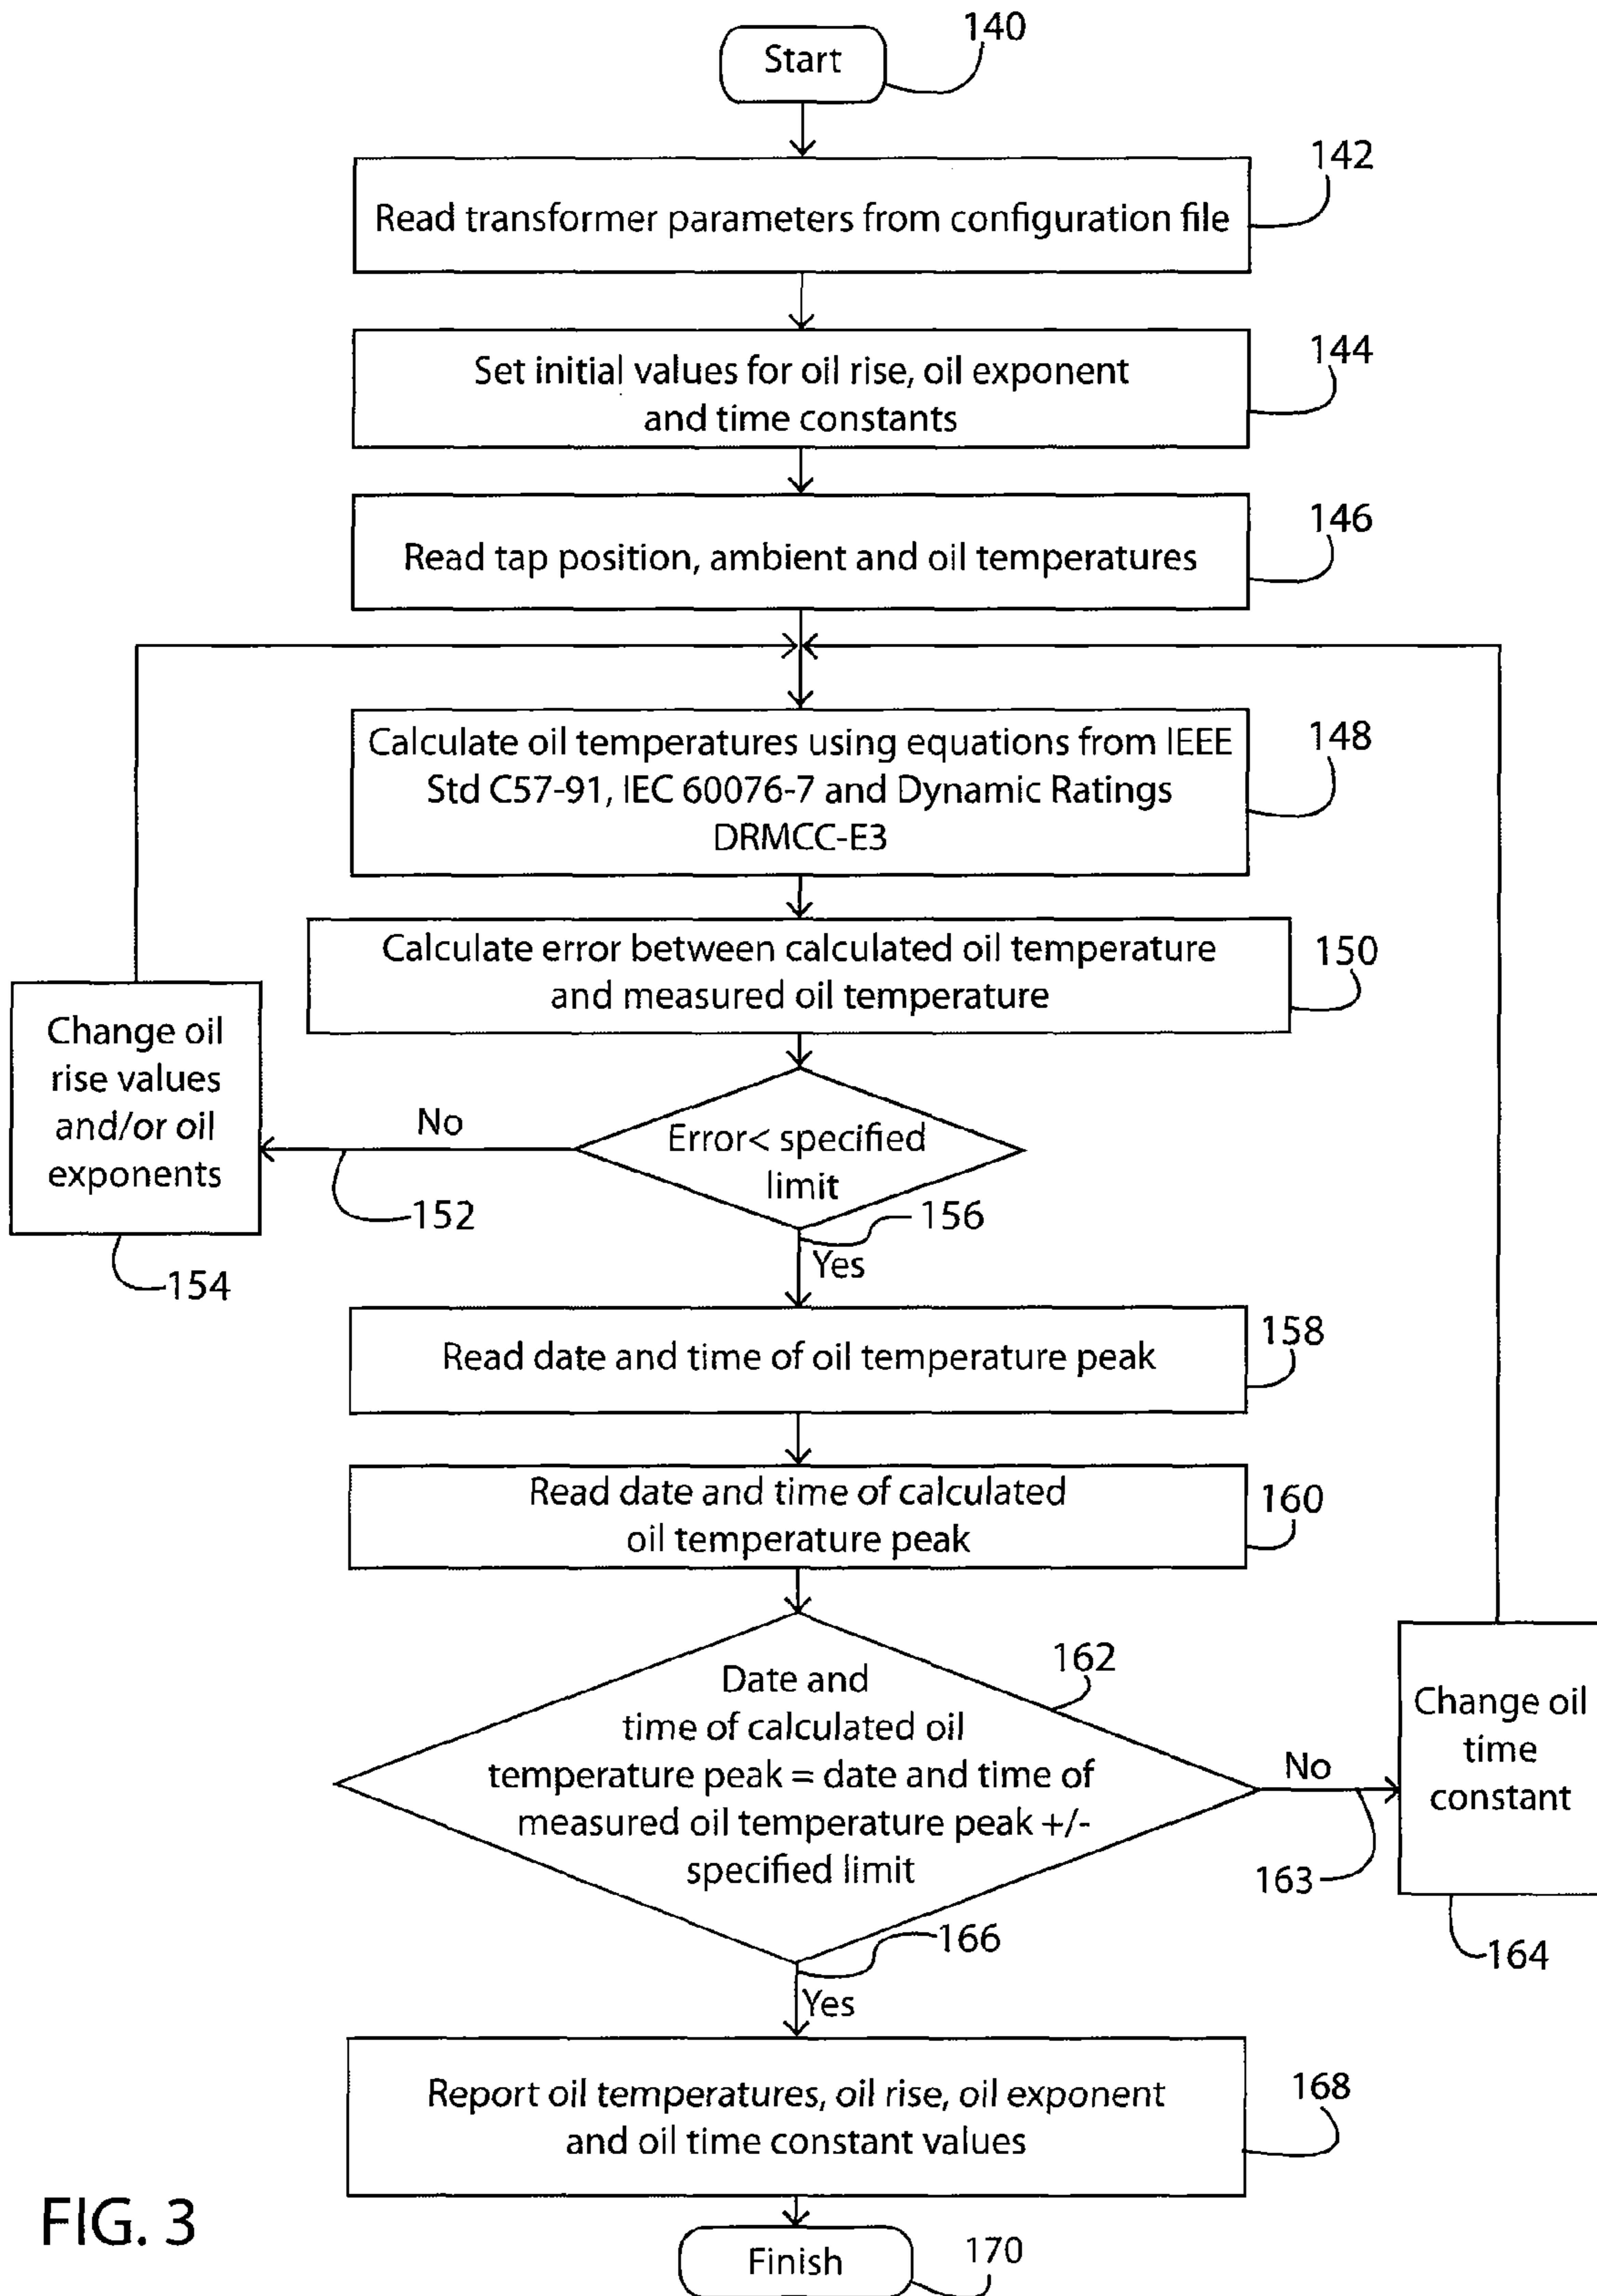 140
Start
142
Read transformer parameters from configuration file
144
Set initial values for oil rise, oil exponent
and time constants
146
Read tap position, ambient and oil temperatures
148
Calculate oil temperatures using equations from IEEE
Std C57-91, IEC 60076-7 and Dynamic Ratings
DRMCC-E3
150
Calculate error between calculated oil temperature
and measured oil temperature
Change oil
rise values
and/or oil
exponents
154
No
152
Error< specified
limit
156
Yes
158
Read date and time of oil temperature peak
160
Read date and time of calculated
oil temperature peak
162
Date and
time of calculated oil
temperature peak = date and time of
measured oil temperature peak +/-
specified limit
No
163
Change oil
time
constant
164
166
Yes
168
Report oil temperatures, oil rise, oil exponent
and oil time constant values
FIG. 3
Finish
170